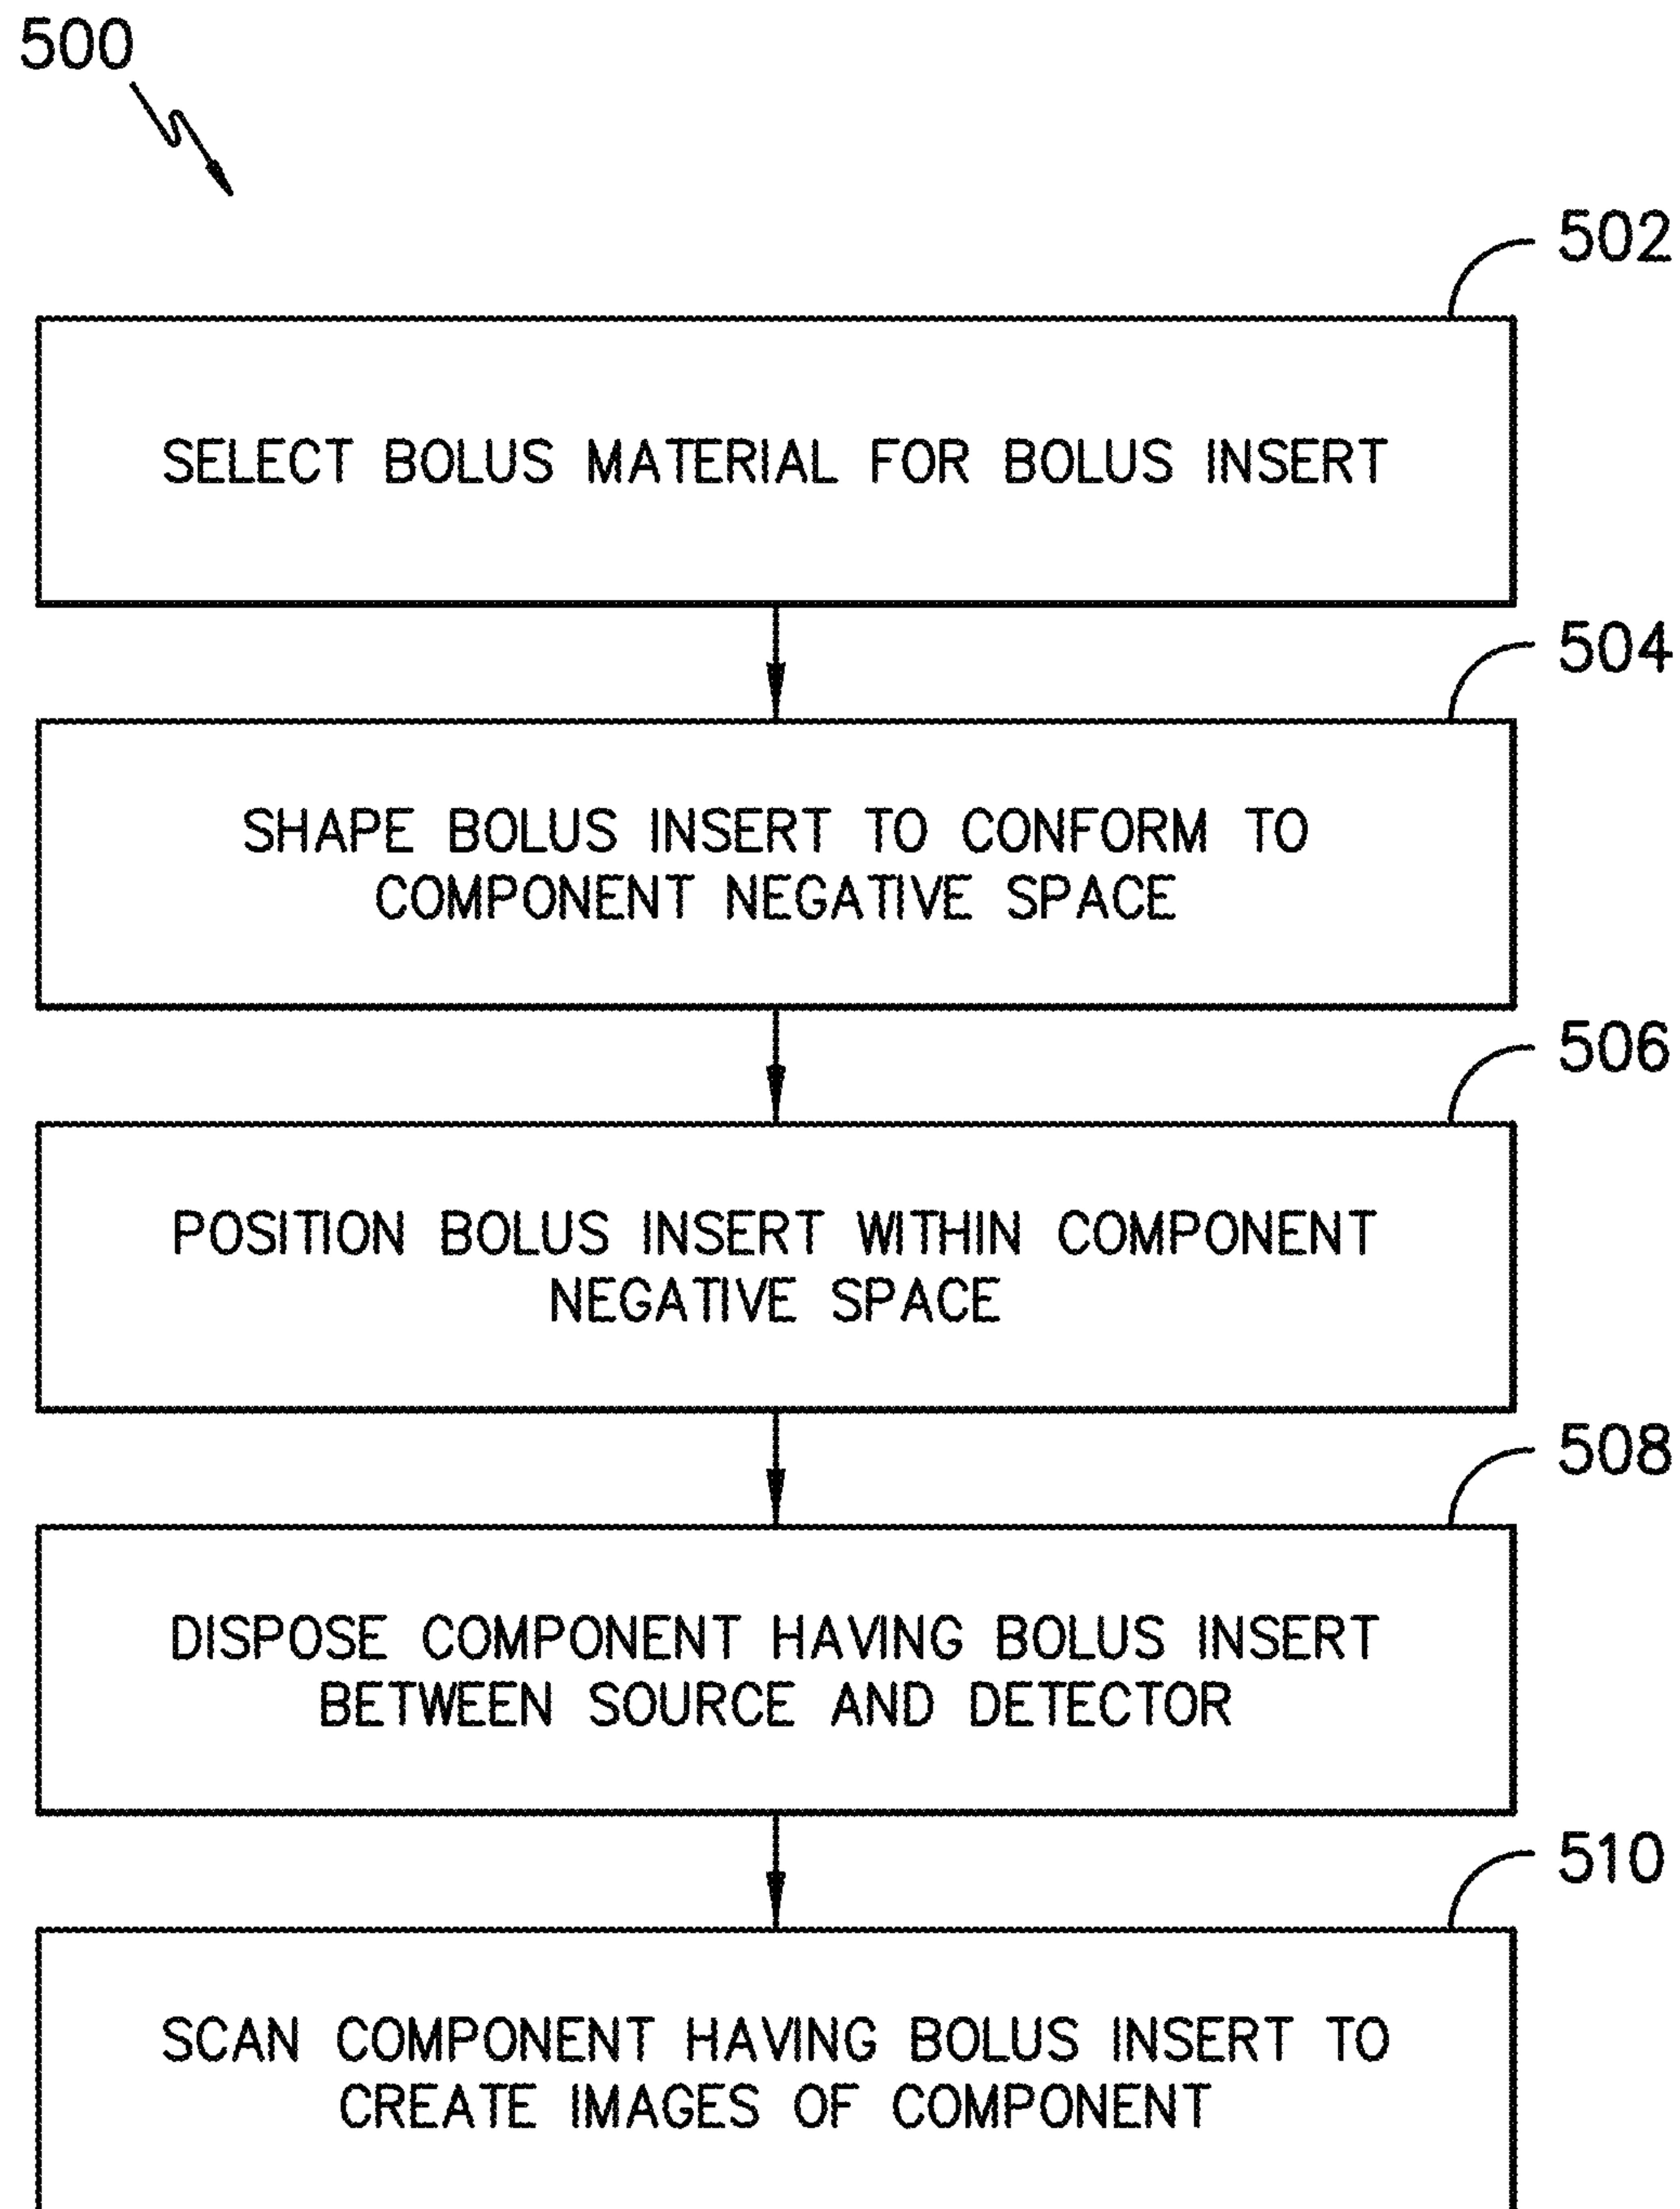 500
502
SELECT BOLUS MATERIAL FOR BOLUS INSERT
504
SHAPE BOLUS INSERT TO CONFORM TO
COMPONENT NEGATIVE SPACE
506
POSITION BOLUS INSERT WITHIN COMPONENT
NEGATIVE SPACE
508
DISPOSE COMPONENT HAVING BOLUS INSERT
BETWEEN SOURCE AND DETECTOR
510
SCAN COMPONENT HAVING BOLUS INSERT TO
CREATE IMAGES OF COMPONENT